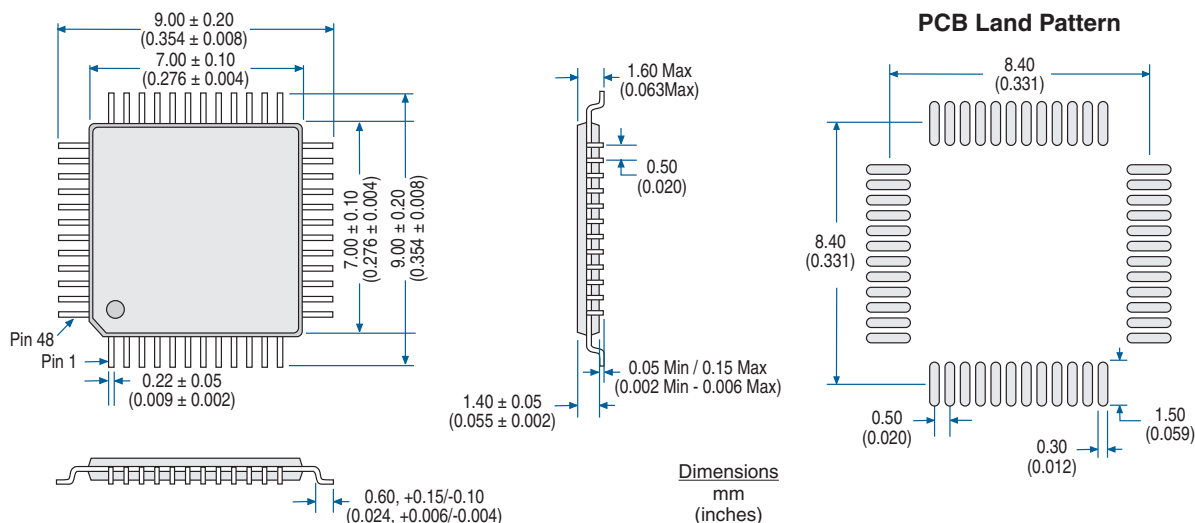 9.00 ± 0.20
(0.354 ± 0.008)
7.00 ± 0.10
(0.276 ± 0.004)
7.00 ± 0.10
(0.276 ± 0.004)
9.00 ± 0.20
(0.354 ± 0.008)
Pin 48
Pin 1
0.22 ± 0.05
(0.009 ± 0.002)
0.60, +0.15/-0.10
(0.024, +0.006/-0.004)
1.60 Max
(0.063Max)
0.50
(0.020)
0.05 Min / 0.15 Max
(0.002 Min - 0.006 Max)
1.40 ± 0.05
(0.055 ± 0.002)
Dimensions
mm
(inches)
PCB Land Pattern
8.40
(0.331)
8.40
(0.331)
0.50
(0.020)
1.50
(0.059)
0.30
(0.012)